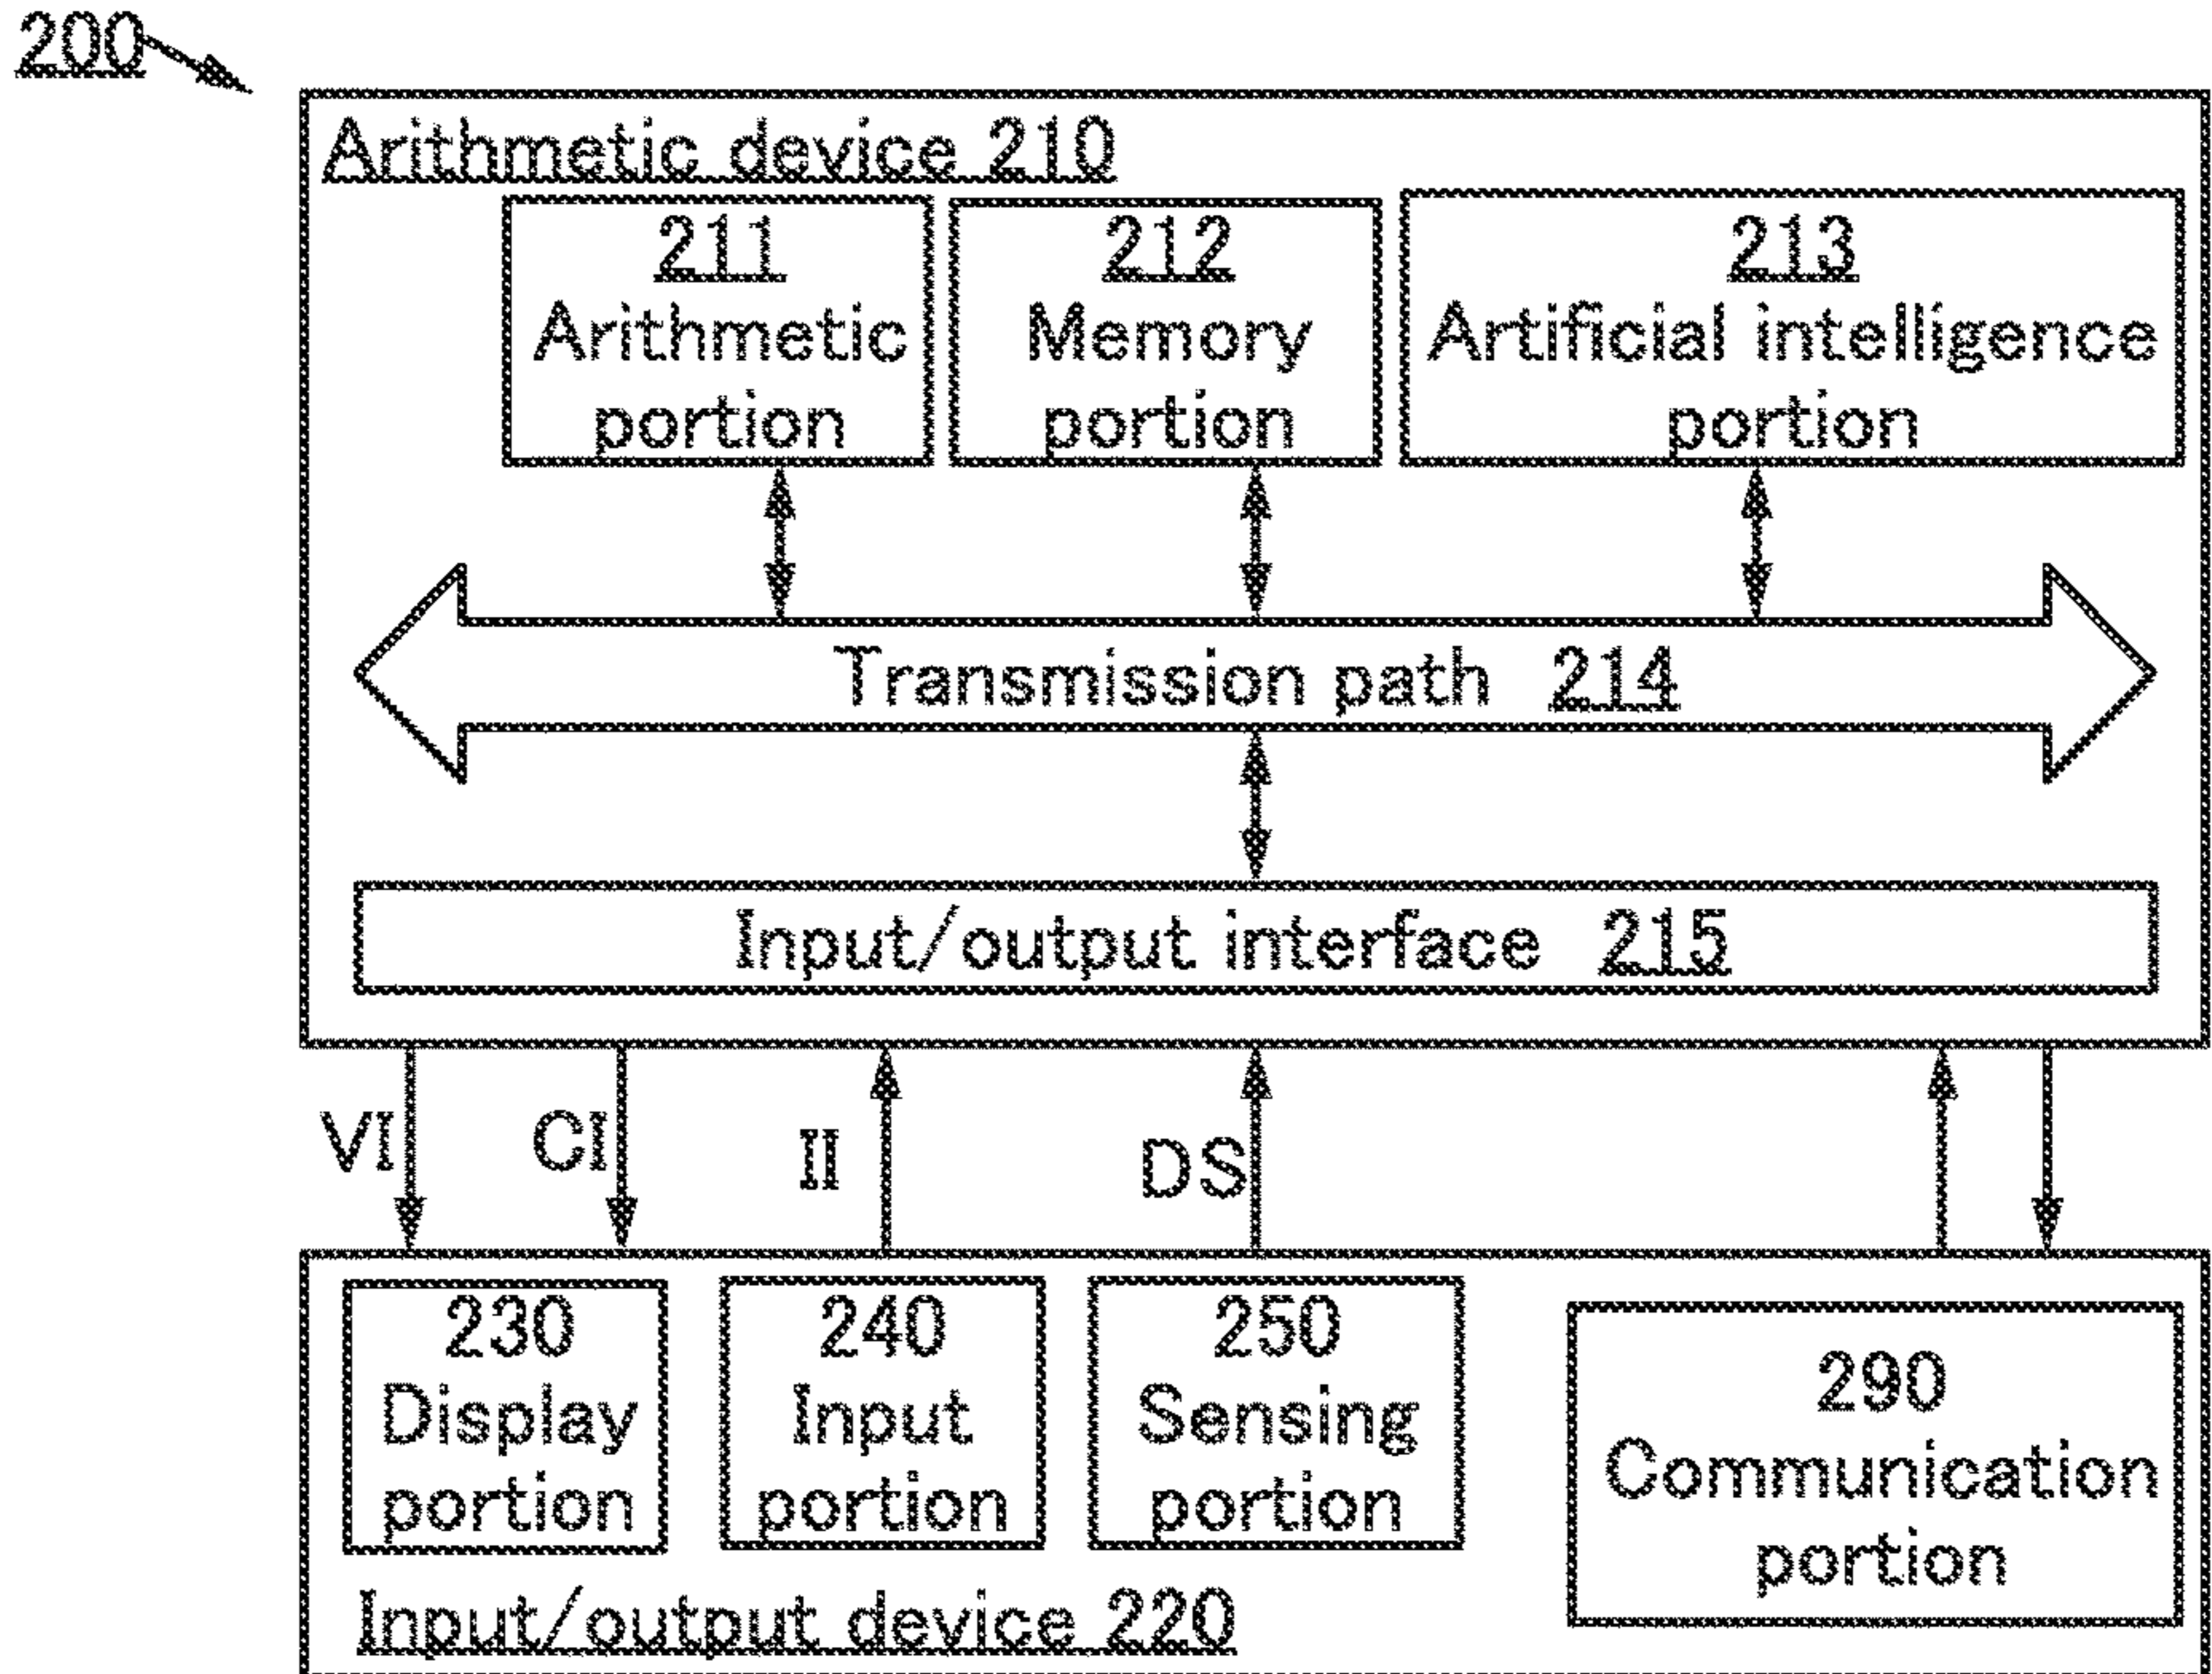 200
Arithmetic device 210
211
Arithmetic
portion
212
Memory
portion
213
Artificial intelligence
portion
Transmission path 214
Input/output interface 215
VI
CI
II
DS
230
Display
portion
240
Input
portion
250
Sensing
portion
290
Communication
portion
Input/output device 220